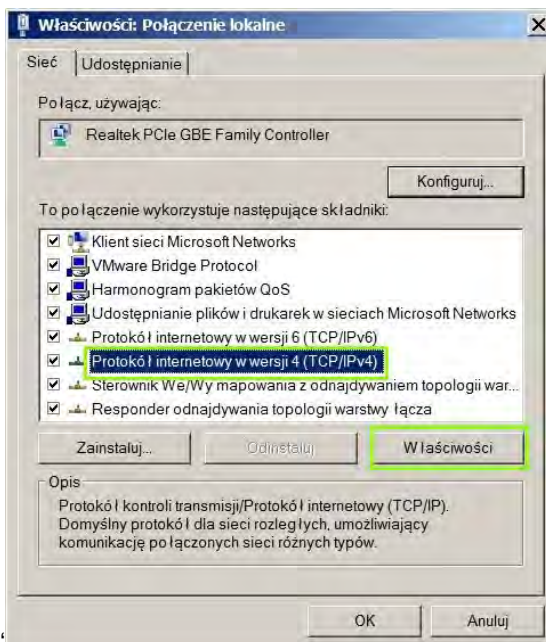 Właściwości: Połączenie lokalne
Sieć
Udostępnianie
Połącz, używając:
Realtek PCIe GBE Family Controller
Konfiguruj...
To połączenie wykorzystuje następujące składniki:
Klient sieci Microsoft Networks
VMware Bridge Protocol
Harmonogram pakietów QoS
Udostępnianie plików i drukarek w sieciach Microsoft Networks
Protokół internetowy w wersji 6 (TCP/IPv6)
Protokół internetowy w wersji 4 (TCP/IPv4)
Sterownik We/Wy mapowania z odnajdywaniem topologii war...
Responder odnajdywania topologii warstwy łącza
Zainstaluj...
Odinstaluj
Właściwości
Opis
Protokół kontroli transmisji/Protokół internetowy (TCP/IP).
Domyślny protokół dla sieci rozległych, umożliwiający
komunikację połączonych sieci różnych typów.
OK
Anuluj